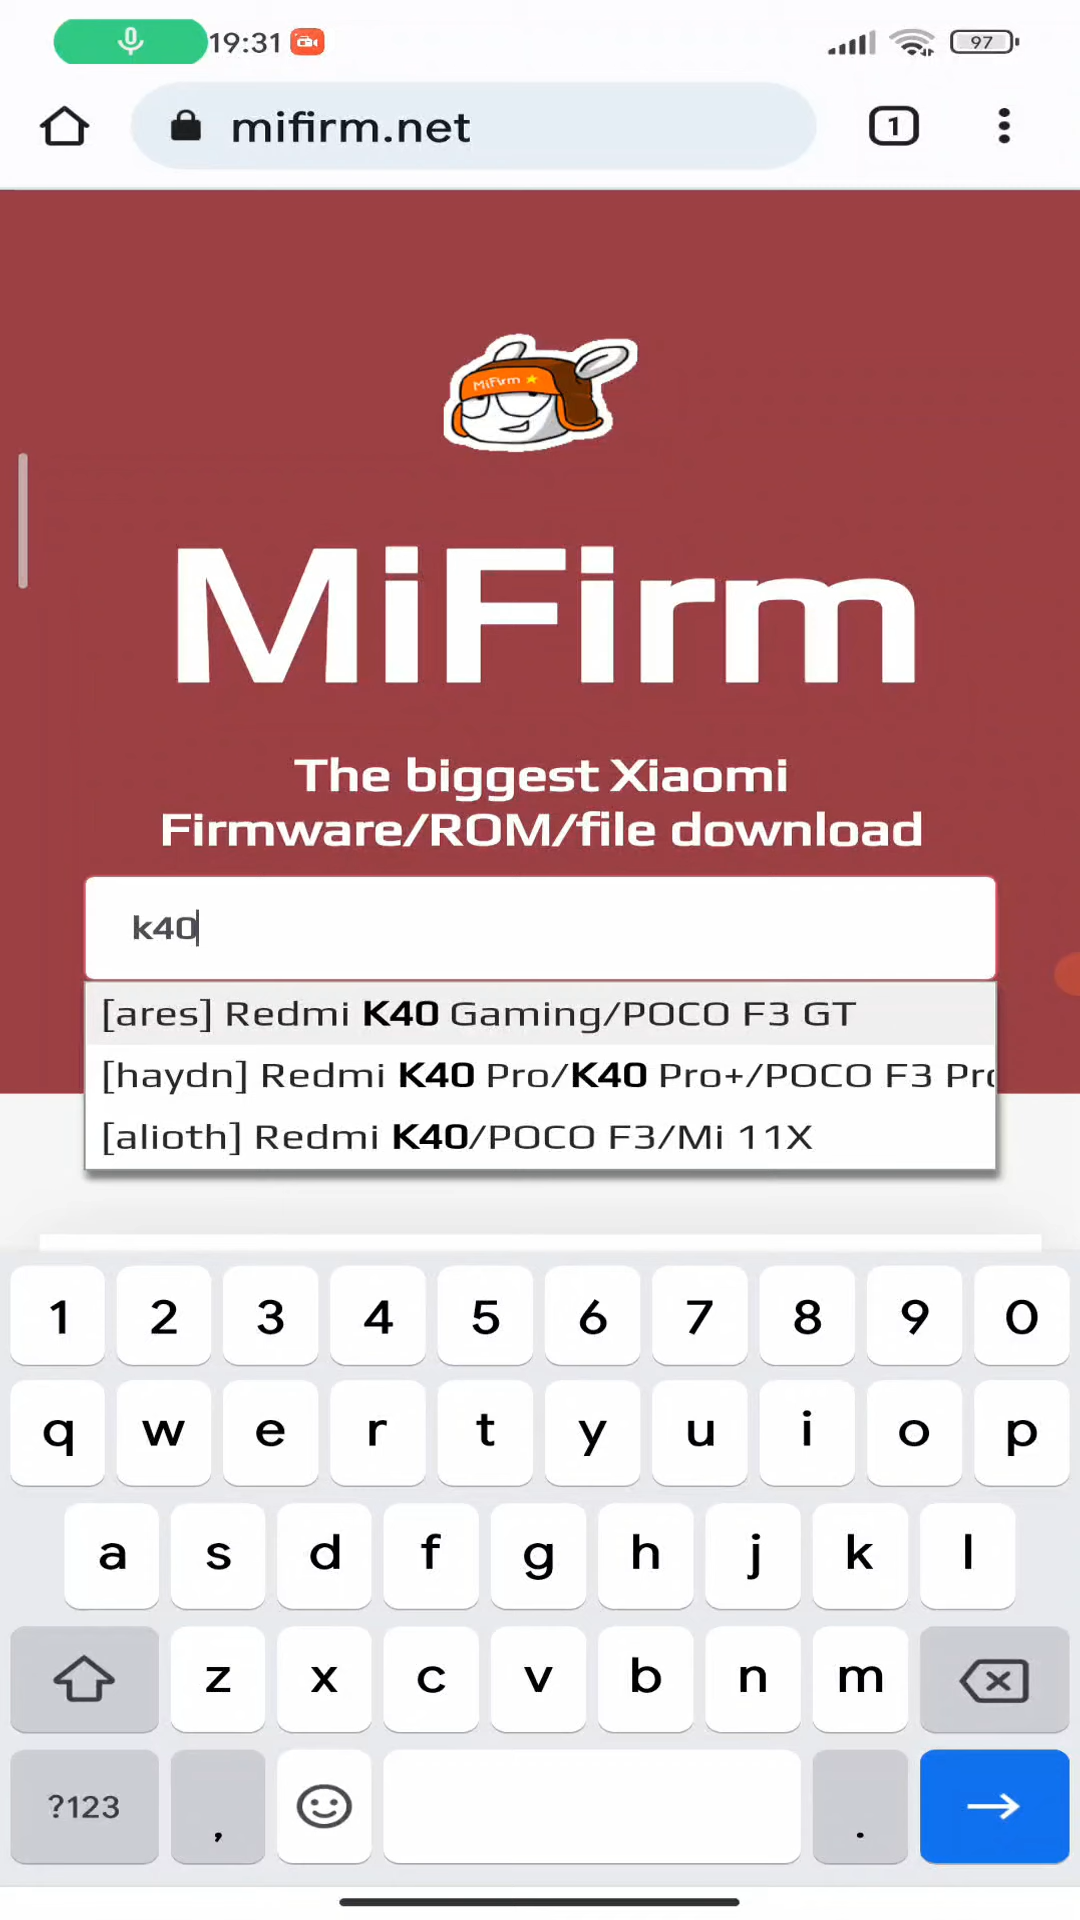 19:31
97
mifirm.net
1
MiFirm
MiFirm
The biggest Xiaomi
Firmware/ROM/file download
k40
[ares] Redmi K40 Gaming/POCO F3 GT
[haydn] Redmi K40 Pro/K40 Pro+/POCO F3 Pro
[alioth] Redmi K40/POCO F3/Mi 11X
1 2 3 4 5 6 7 8 9 0
q w e r t y u i o p
a s d f g h j k l
z x c v b n m
?123 , .